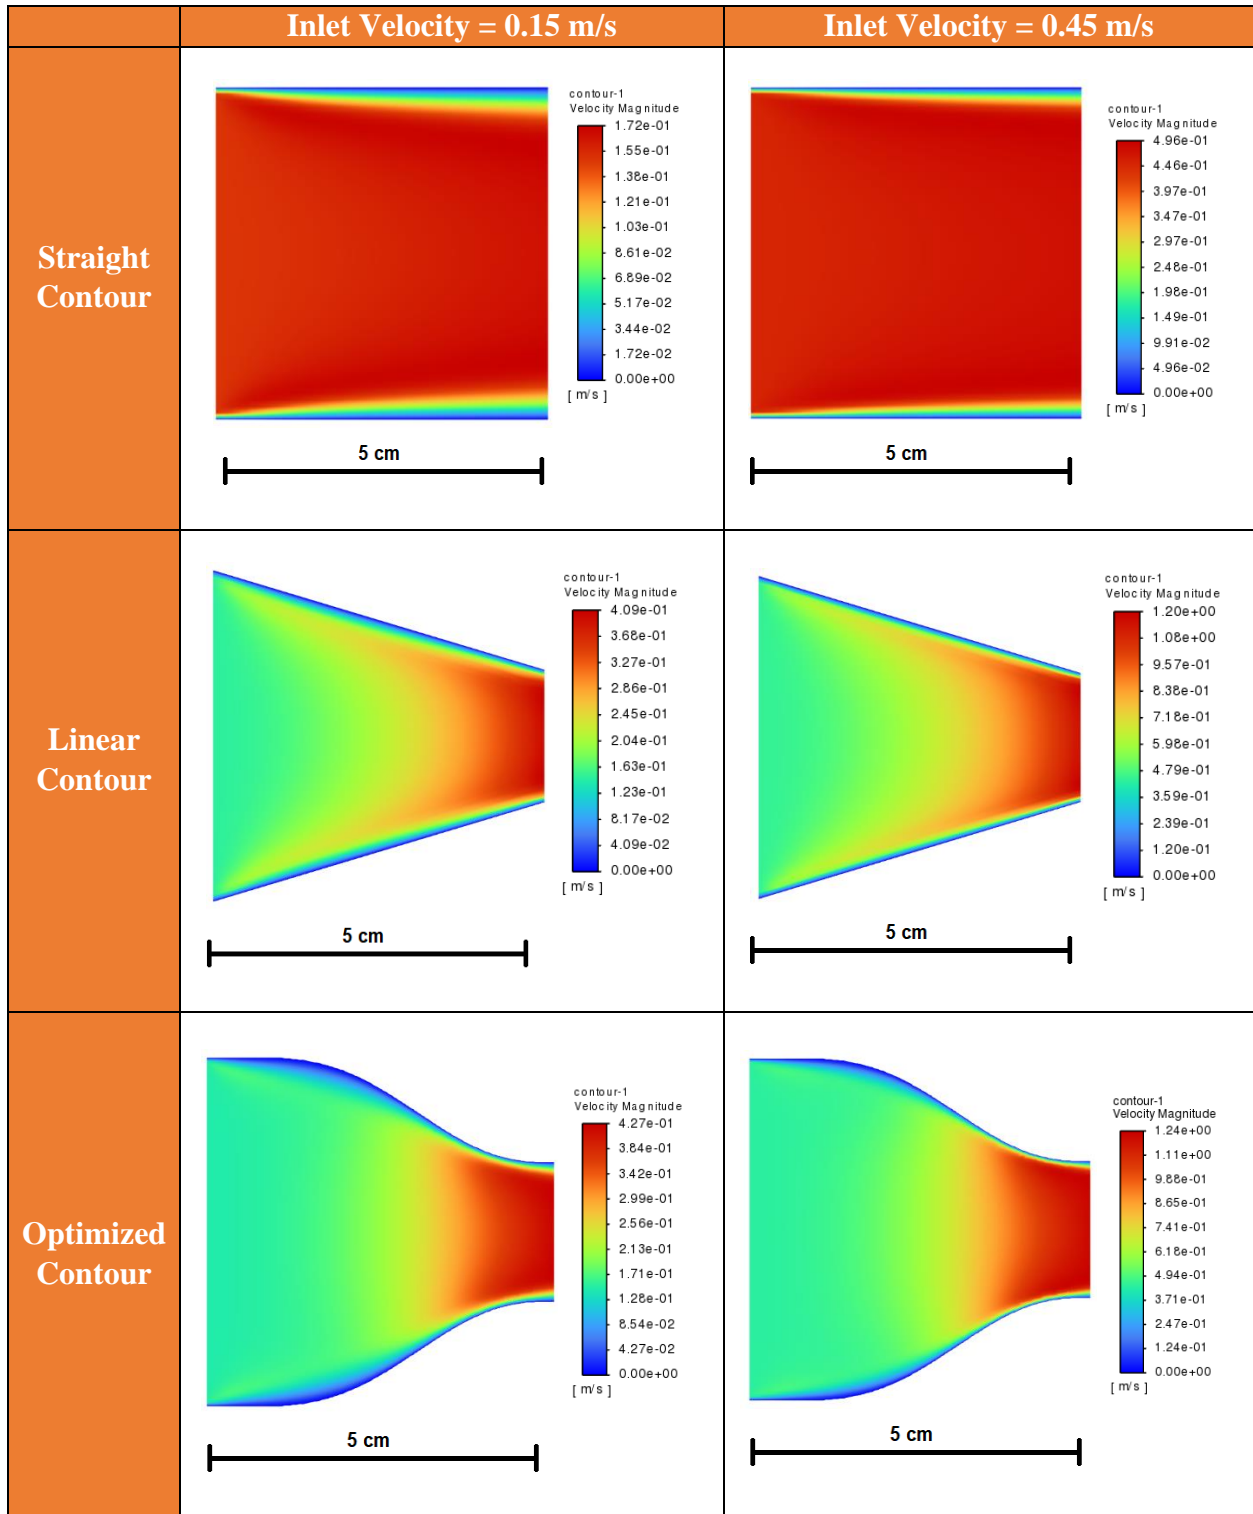 Inlet Velocity = 0.15 m/s
Inlet Velocity = 0.45 m/s
Straight
Contour
contour-1
Velocity Magnitude
1.72e-01
1.55e-01
1.38e-01
1.21e-01
1.03e-01
8.61e-02
6.89e-02
5.17e-02
3.44e-02
1.72e-02
0.00e+00
[ m/s ]
5 cm
contour-1
Velocity Magnitude
4.96e-01
4.46e-01
3.97e-01
3.47e-01
2.97e-01
2.48e-01
1.98e-01
1.49e-01
9.91e-02
4.96e-02
0.00e+00
[ m/s ]
5 cm
Linear
Contour
contour-1
Velocity Magnitude
4.09e-01
3.68e-01
3.27e-01
2.86e-01
2.45e-01
2.04e-01
1.63e-01
1.23e-01
8.17e-02
4.09e-02
0.00e+00
[ m/s ]
5 cm
contour-1
Velocity Magnitude
1.20e+00
1.08e+00
9.57e-01
8.38e-01
7.18e-01
5.98e-01
4.79e-01
3.59e-01
2.39e-01
1.20e-01
0.00e+00
[ m/s ]
5 cm
Optimized
Contour
contour-1
Velocity Magnitude
4.27e-01
3.84e-01
3.42e-01
2.99e-01
2.56e-01
2.13e-01
1.71e-01
1.28e-01
8.54e-02
4.27e-02
0.00e+00
[ m/s ]
5 cm
contour-1
Velocity Magnitude
1.24e+00
1.11e+00
9.88e-01
8.65e-01
7.41e-01
6.18e-01
4.94e-01
3.71e-01
2.47e-01
1.24e-01
0.00e+00
[ m/s ]
5 cm